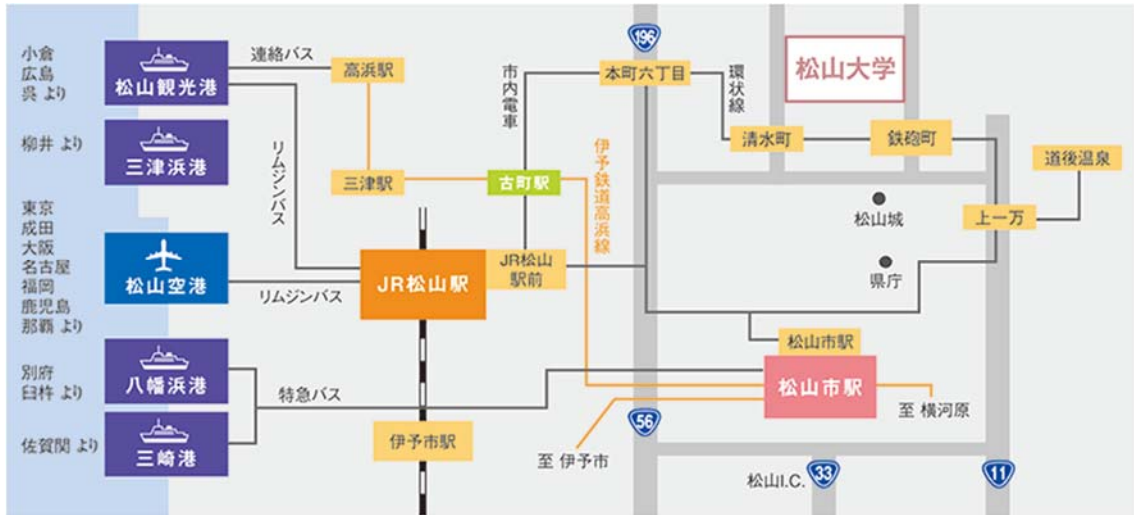 小倉
広島
呉 より
松山観光港
連絡バス
高浜駅
柳井 より
三津浜港
リムジンバス
三津駅
市内電車
古町駅
伊予鉄道高浜線
196
本町六丁目
環状線
松山大学
清水町
鉄砲町
道後温泉
松山城
上一万
県庁
東京
成田
大阪
名古屋
福岡
鹿児島
那覇 より
松山空港
リムジンバス
JR松山駅
JR松山
駅前
松山市駅
松山市駅
別府
臼杵 より
八幡浜港
特急バス
佐賀関 より
三崎港
伊予市駅
至 伊予市
至 横河原
56
松山I.C.
33
11